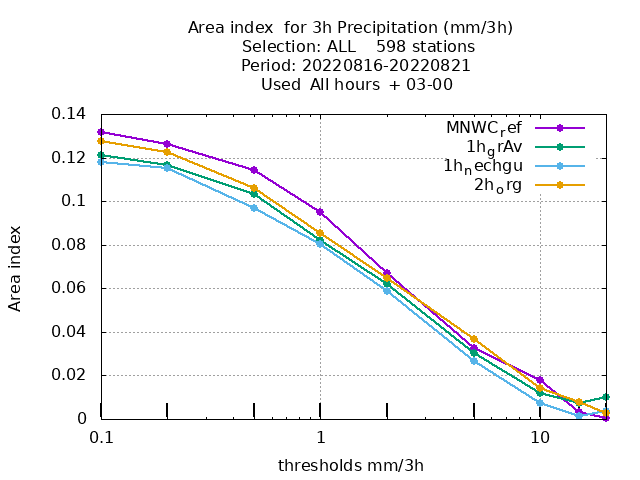 Area index  for 3h Precipitation (mm/3h)
Selection: ALL    598 stations
Period: 20220816-20220821
Used  All hours  + 03-00
0.14
0.12
0.1
0.08
0.06
0.04
0.02
0
Area index
MNWC_ref
1h_grAv
1h_nechgu
2h_org
0.1
1
10
thresholds mm/3h